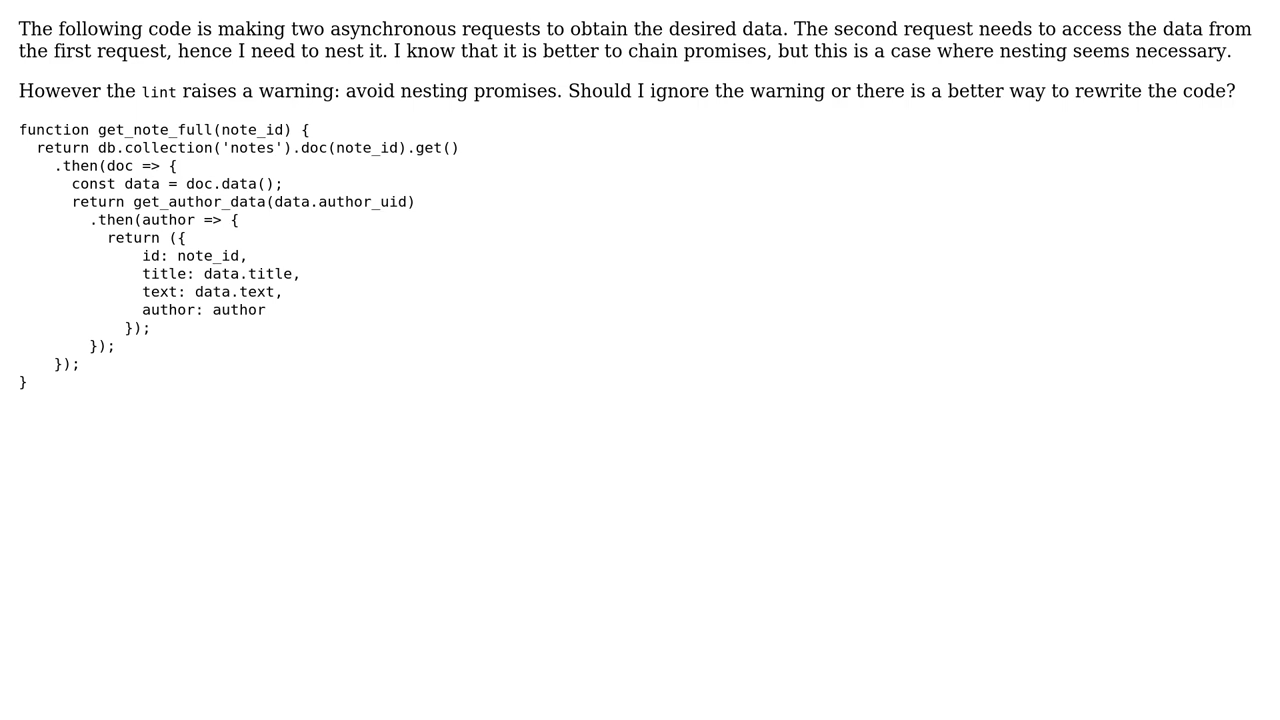 The following code is making two asynchronous requests to obtain the desired data. The second request needs to access the data from
the first request, hence I need to nest it. I know that it is better to chain promises, but this is a case where nesting seems necessary.
However the lint raises a warning: avoid nesting promises. Should I ignore the warning or there is a better way to rewrite the code?
function get_note_full(note_id) {
  return db.collection('notes').doc(note_id).get()
    .then(doc => {
      const data = doc.data();
      return get_author_data(data.author_uid)
        .then(author => {
          return ({
              id: note_id,
              title: data.title,
              text: data.text,
              author: author
            });
        });
    });
}